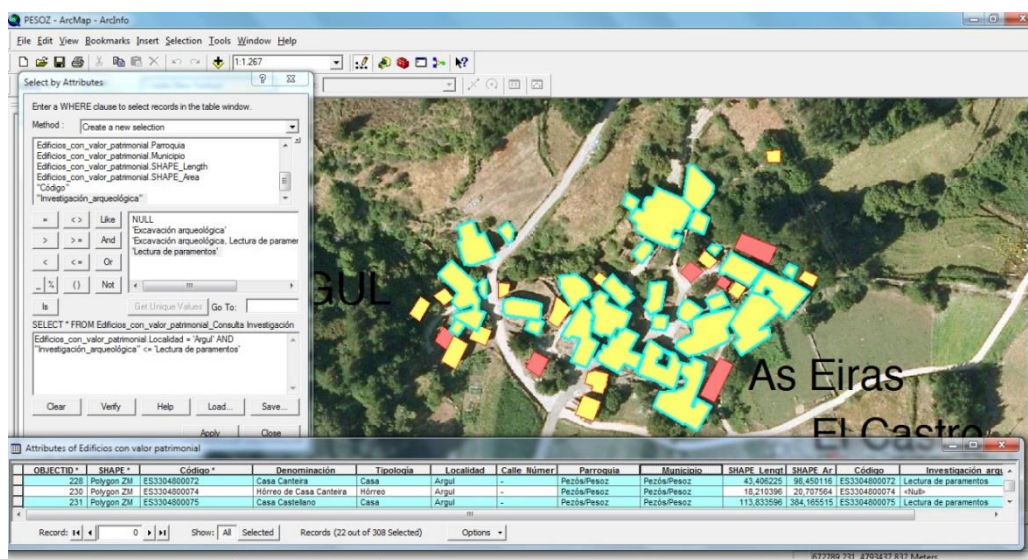 PESOZ - ArcMap - ArcInfo
File Edit View Bookmarks Insert Selection Tools Window Help
1:1.267
Select by Attributes
Enter a WHERE clause to select records in the table window.
Method : Create a new selection
Edificios_con_valor_patrimonial.Parroquia
Edificios_con_valor_patrimonial.Municipio
Edificios_con_valor_patrimonial.SHAPE_Length
Edificios_con_valor_patrimonial.SHAPE_Area
"Código"
"Investigación_arqueológica"
= < > Like
> > = And
< < = Or
_ % () Not
Is
NULL
'Excavación arqueológica'
'Excavación arqueológica, Lectura de paramer
'Lectura de paramentos'
Get Unique Values Go To:
SELECT * FROM Edificios_con_valor_patrimonial_Consulta Investigación
Edificios_con_valor_patrimonial.Localidad = 'Argul' AND
"Investigación_arqueológica" <= 'Lectura de paramentos'
Clear Verify Help Load... Save...
Apply Close
GUL
As Eiras
El Castro
Attributes of Edificios con valor patrimonial
OBJECTID * SHAPE * Código * Denominación Tipología Localidad Calle Númer Parroquia Municipio SHAPE_Lengt SHAPE_Ar Código Investigación arqu
228 Polygon ZM ES3304800072 Casa Canteira Casa Argul - Pezós/Pesoz Pezós/Pesoz 43,406225 98,450116 ES3304800072 Lectura de paramentos
230 Polygon ZM ES3304800074 Hórreo de Casa Canteira Hórreo Argul - Pezós/Pesoz Pezós/Pesoz 18,210396 20,707564 ES3304800074 <Null>
231 Polygon ZM ES3304800075 Casa Castellano Casa Argul - Pezós/Pesoz Pezós/Pesoz 113,833596 384,165515 ES3304800075 Lectura de paramentos
Record: 0 Show: All Selected Records (22 out of 308 Selected) Options
672789,231 4793437,832 Meters